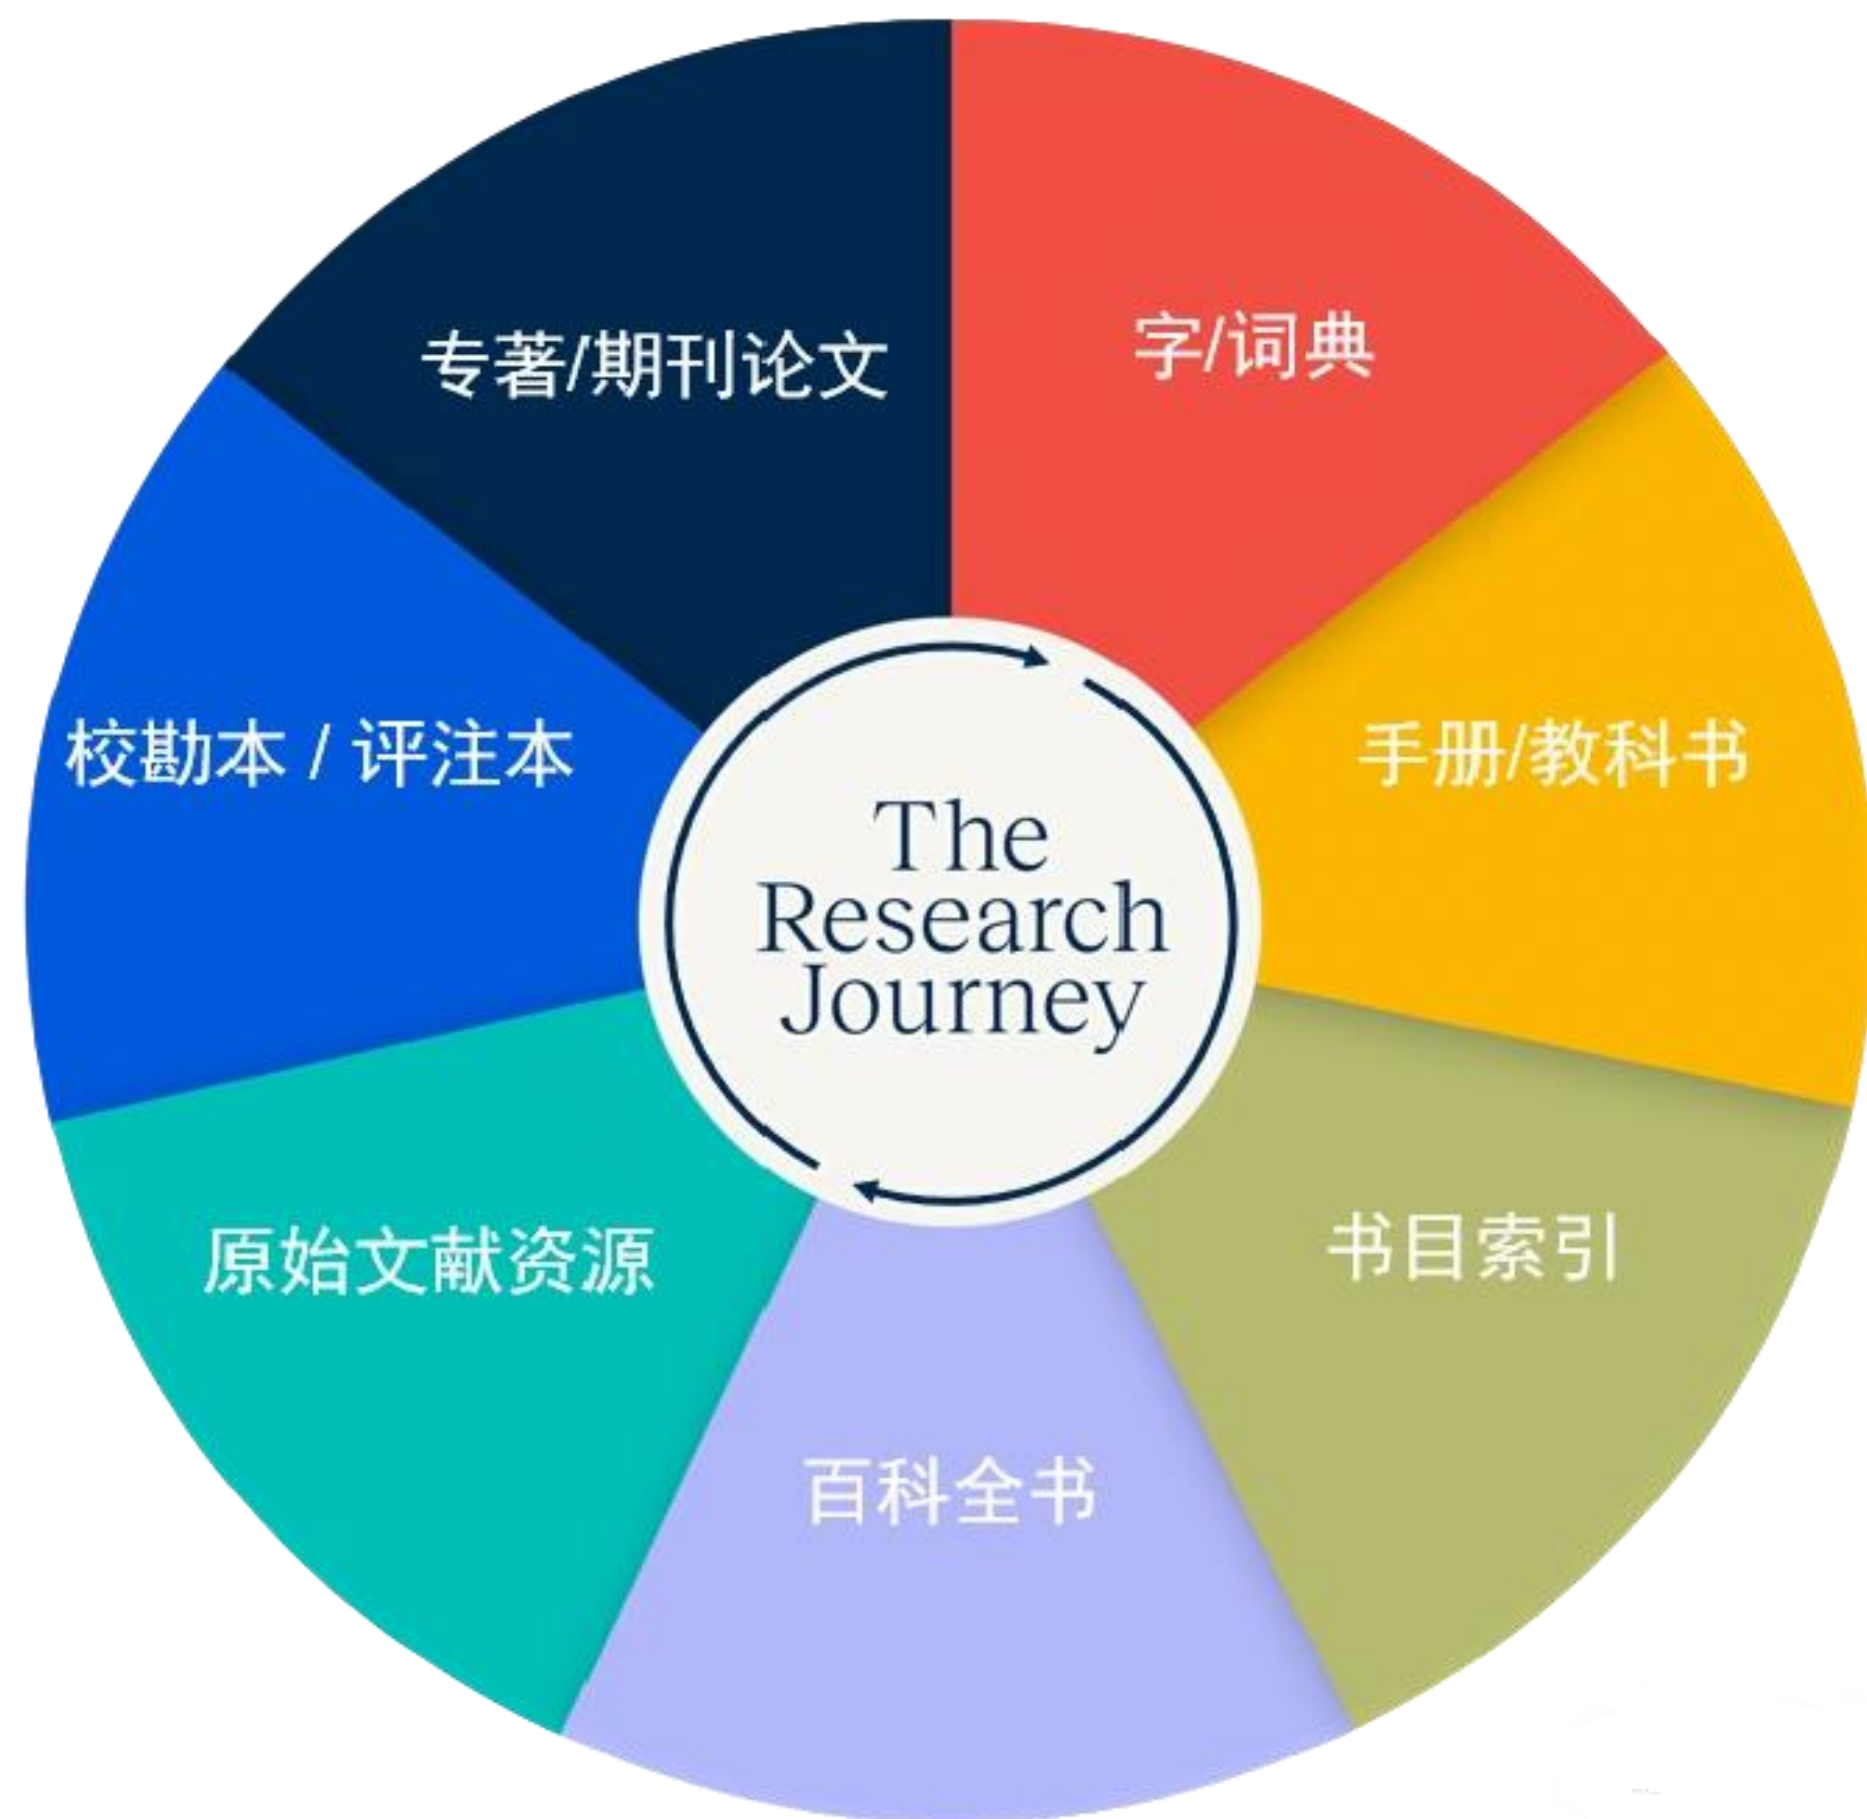 专著/期刊论文
字/词典
校勘本 / 评注本
手册/教科书
The
Research
Journey
原始文献资源
书目索引
百科全书